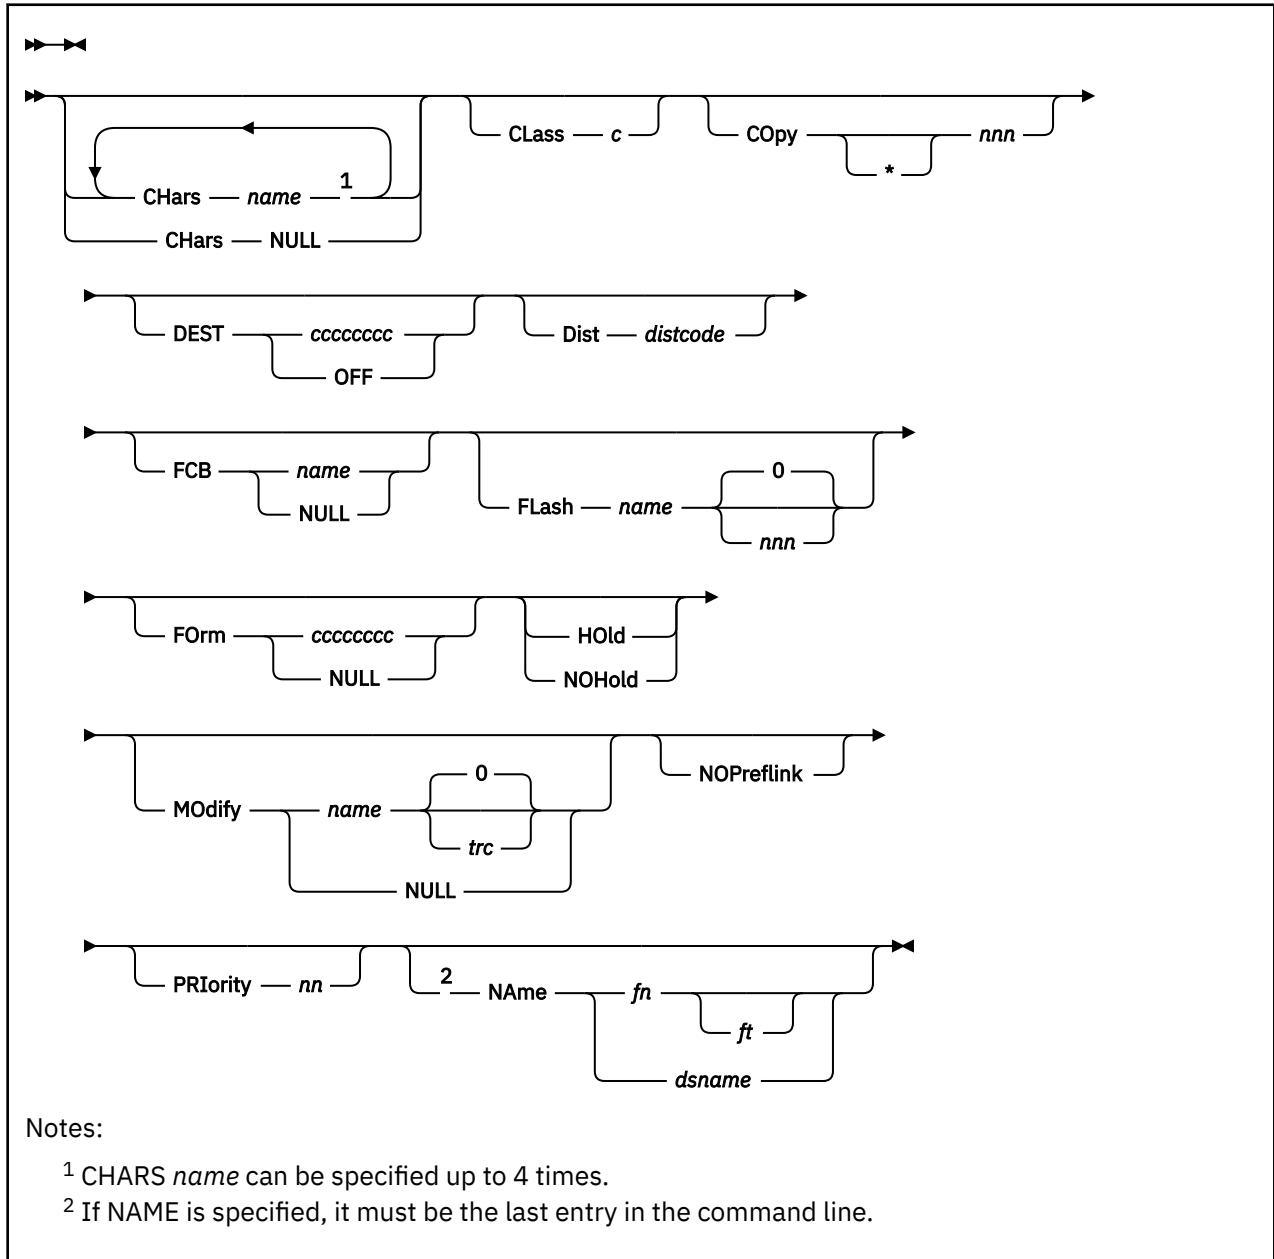 CLass c COpy nnn
*
CHars name 1
CHars NULL
DEST cccccccc Dist distcode
OFF
FCB name 0
NULL FLash name
nnn
FOrm cccccccc HOld
NULL NOHold
0 NOPreflink
MOdify name
trc
NULL
PRIority nn 2 NAme fn
ft
dsname
Notes:
1 CHARS name can be specified up to 4 times.
2 If NAME is specified, it must be the last entry in the command line.